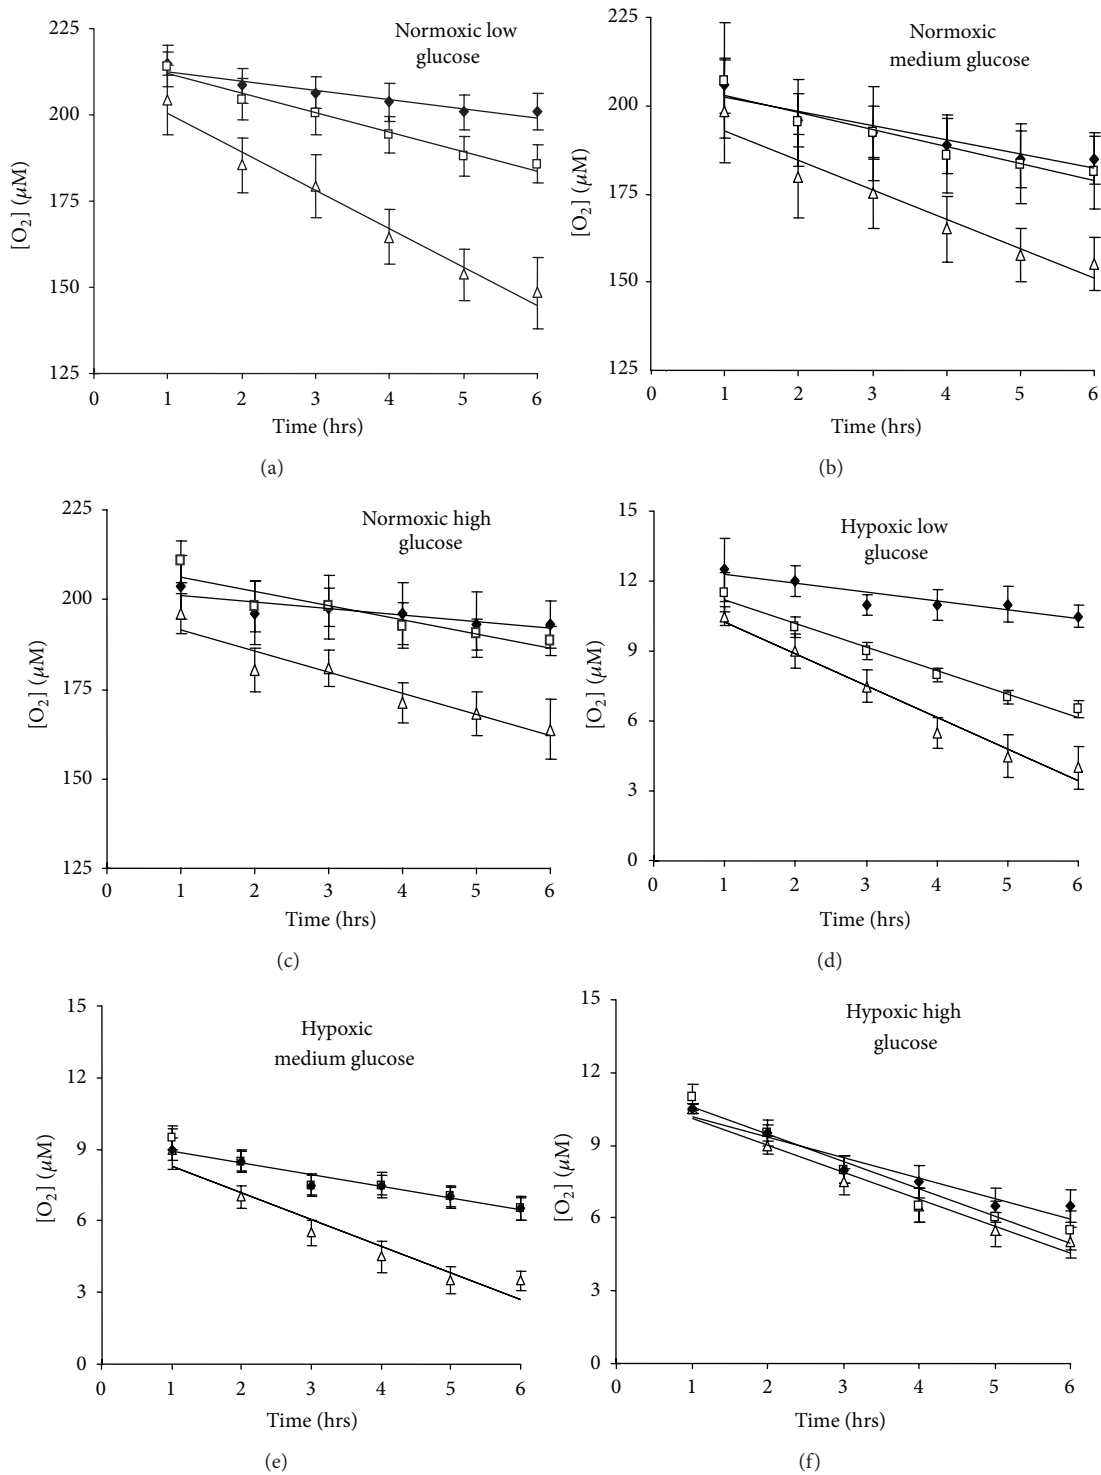 225
200
175
150
125
[O2] (µM)
Normoxic low
glucose
0 1 2 3 4 5 6
Time (hrs)
(a)
225
200
175
150
125
[O2] (µM)
Normoxic
medium glucose
0 1 2 3 4 5 6
Time (hrs)
(b)
225
200
175
150
125
[O2] (µM)
Normoxic high
glucose
0 1 2 3 4 5 6
Time (hrs)
(c)
15
12
9
6
3
0
[O2] (µM)
Hypoxic low
glucose
0 1 2 3 4 5 6
Time (hrs)
(d)
15
12
9
6
3
0
[O2] (µM)
Hypoxic
medium glucose
0 1 2 3 4 5 6
Time (hrs)
(e)
15
12
9
6
3
0
[O2] (µM)
Hypoxic high
glucose
0 1 2 3 4 5 6
Time (hrs)
(f)